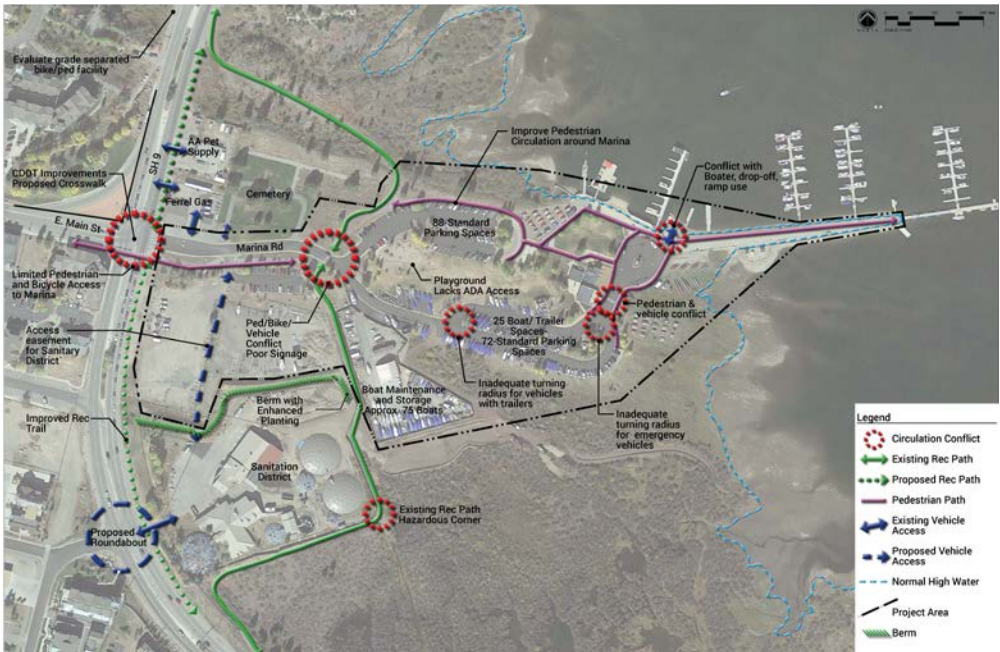 Evaluate grade separated
bike/ped facility
SH 9
AA Pet
Supply
CDOT Improvements
Proposed Crosswalk
Ferrel Gas
Cemetery
E. Main St
Marina Rd
Limited Pedestrian
and Bicycle Access
to Marina
Improve Pedestrian
Circulation around Marina
88-Standard
Parking Spaces
Conflict with
Boater, drop-off,
ramp use
Playground
Lacks ADA Access
Pedestrian &
vehicle conflict
Ped/Bike/
Vehicle
Conflict
Poor Signage
25 Boat/ Trailer
Spaces-
72-Standard Parking
Spaces
Access
easement
for Sanitary
District
Inadequate turning
radius for vehicles
with trailers
Inadequate
turning radius
for emergency
vehicles
Boat Maintenance
and Storage
Approx. 75 Boats
Berm with
Enhanced
Planting
Improved Rec
Trail
Sanitation
District
Existing Rec Path
Hazardous Corner
Proposed
Roundabout
Legend
Circulation Conflict
Existing Rec Path
Proposed Rec Path
Pedestrian Path
Existing Vehicle
Access
Proposed Vehicle
Access
Normal High Water
Project Area
Berm